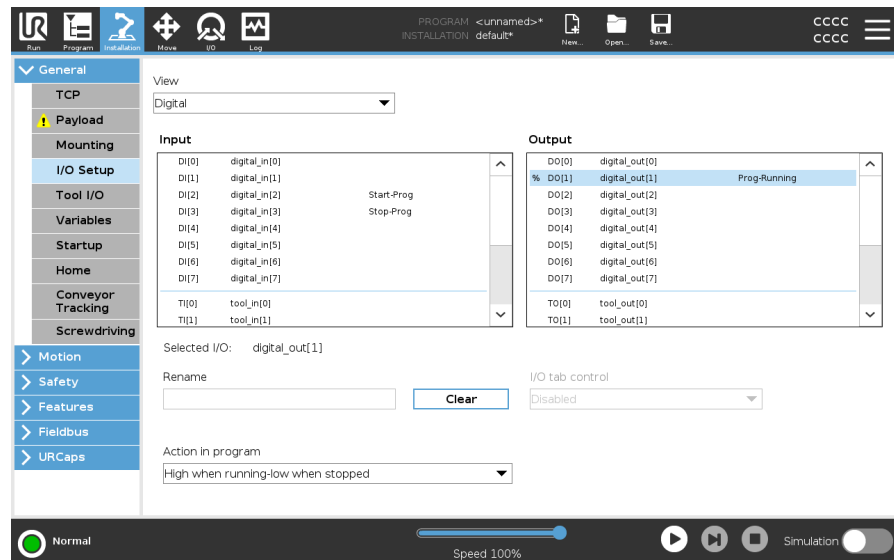 PROGRAM <unnamed>*
INSTALLATION default*
CCCC
CCCC
Run
Program
Installation
Move
I/O
Log
New...
Open...
Save...
General
TCP
Payload
Mounting
I/O Setup
Tool I/O
Variables
Startup
Home
Conveyor
Tracking
Screwdriving
Motion
Safety
Features
Fieldbus
URCaps
View
Digital
Input
DI[0] digital_in[0]
DI[1] digital_in[1]
DI[2] digital_in[2] Start-Prog
DI[3] digital_in[3] Stop-Prog
DI[4] digital_in[4]
DI[5] digital_in[5]
DI[6] digital_in[6]
DI[7] digital_in[7]
TI[0] tool_in[0]
TI[1] tool_in[1]
Output
DO[0] digital_out[0]
% DO[1] digital_out[1] Prog-Running
DO[2] digital_out[2]
DO[3] digital_out[3]
DO[4] digital_out[4]
DO[5] digital_out[5]
DO[6] digital_out[6]
DO[7] digital_out[7]
TO[0] tool_out[0]
TO[1] tool_out[1]
Selected I/O: digital_out[1]
Rename
Clear
I/O tab control
Disabled
Action in program
High when running-low when stopped
Normal
Speed 100%
Simulation